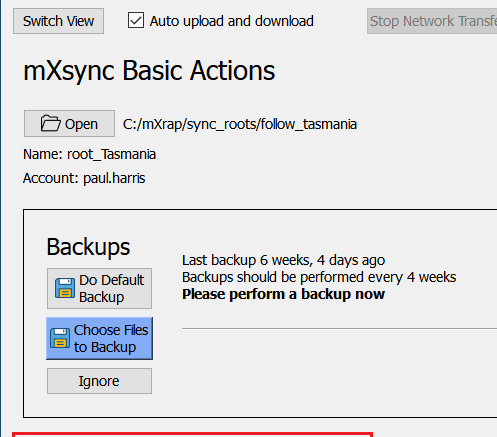 Switch View
Auto upload and download
Stop Network Transfe
mXsync Basic Actions
Open
C:/mXrap/sync_roots/follow_tasmania
Name: root_Tasmania
Account: paul.harris
Backups
Do Default
Backup
Choose Files
to Backup
Ignore
Last backup 6 weeks, 4 days ago
Backups should be performed every 4 weeks
Please perform a backup now